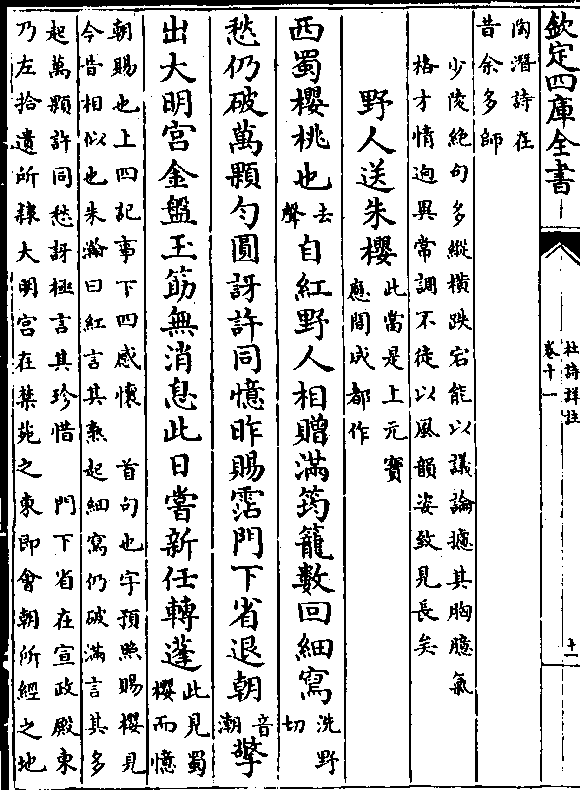 欽定四庫全書
杜詩詳註
卷十一
十一
陶潛詩在
昔余多師
少陵絶句多縱橫跌宕能以議論攄其胸臆氣
格才情迥異常調不徒以風韻姿致見長矣
野人送朱櫻此當是上元寶
應間成都作
西蜀櫻桃也去聲自紅野人相贈滿筠籠數回細寫洗野切
愁仍破萬顆勻圓訝許同憶昨賜霑門下省退朝音潮擎
出大明宮金盤玉筯無消息此日嘗新任轉蓬此見蜀
櫻而憶
朝賜也上四記事下四感懷　首句也字預照賜櫻見
今昔相似也朱瀚曰紅言其熟起細寫仍破滿言其多
起萬顆許同愁訝極言其珍惜　門下省在宣政殿東
乃左拾遺所隸大明宮在禁苑之東即會朝所經之地